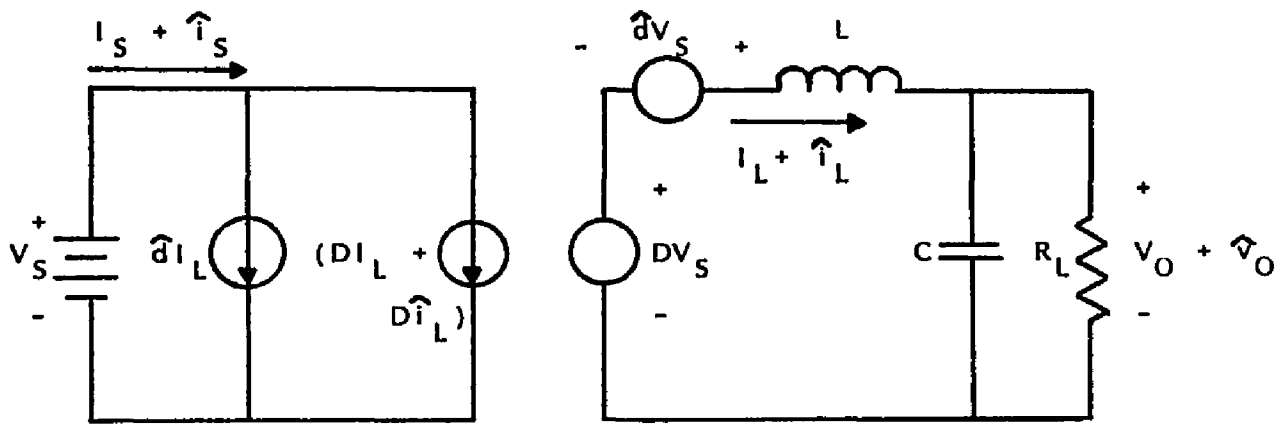 I_S + î_S
- d̂V_S +
L
I_L + î_L
+
V_S
-
d̂I_L
(DI_L +
Dî_L)
+
DV_S
-
C
R_L
+
V_O + v̂_O
-